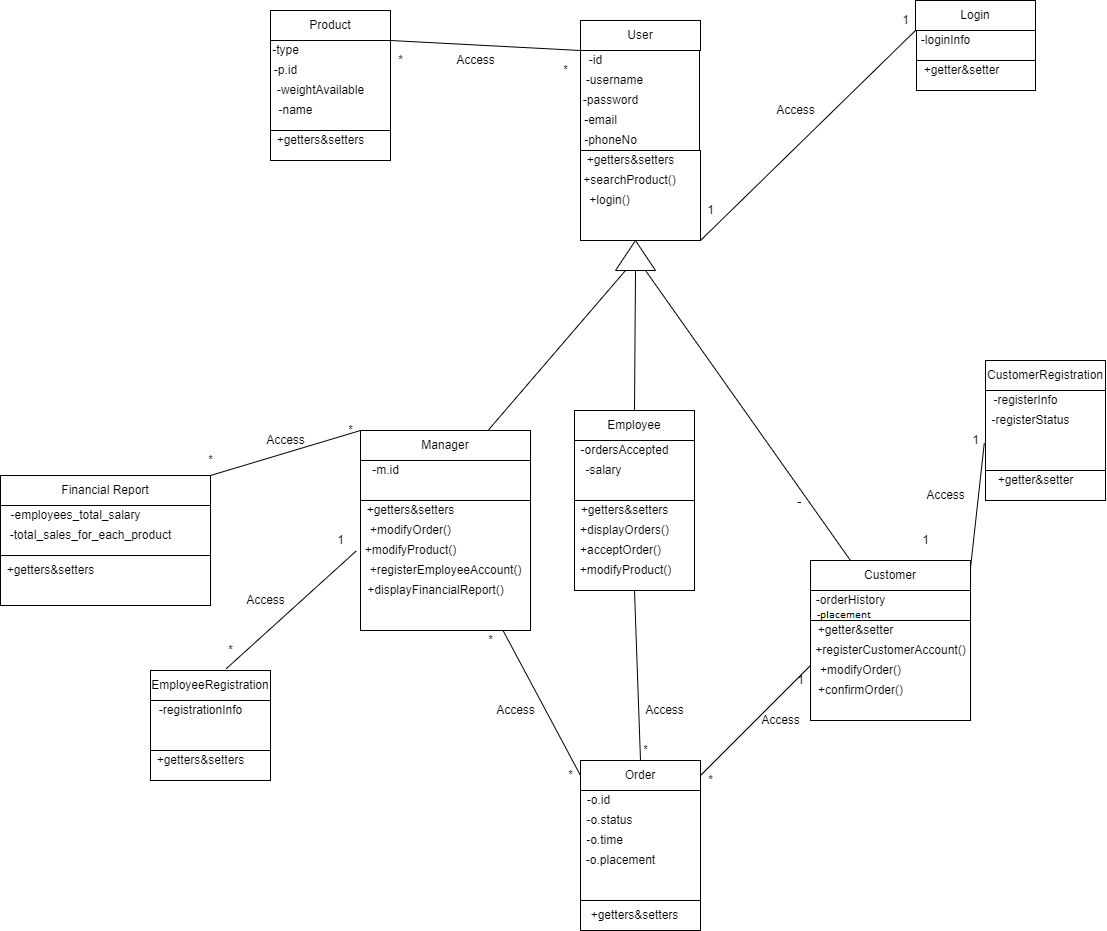 Product
-type
-p.id
-weightAvailable
-name
+getters&setters
*
Access
*
User
-id
-username
-password
-email
-phoneNo
+getters&setters
+searchProduct()
+login()
1
Login
-loginInfo
+getter&setter
Access
1
CustomerRegistration
-registerInfo
-registerStatus
+getter&setter
1
Access
1
-
Manager
-m.id
+getters&setters
+modifyOrder()
+modifyProduct()
+registerEmployeeAccount()
+displayFinancialReport()
Employee
-ordersAccepted
-salary
+getters&setters
+displayOrders()
+acceptOrder()
+modifyProduct()
*
Access
*
Financial Report
-employees_total_salary
-total_sales_for_each_product
+getters&setters
1
Access
*
EmployeeRegistration
-registrationInfo
+getters&setters
Customer
-orderHistory
-placement
+getter&setter
+registerCustomerAccount()
+modifyOrder()
+confirmOrder()
*
Access
*
Access
*
1
Access
*
Order
-o.id
-o.status
-o.time
-o.placement
+getters&setters